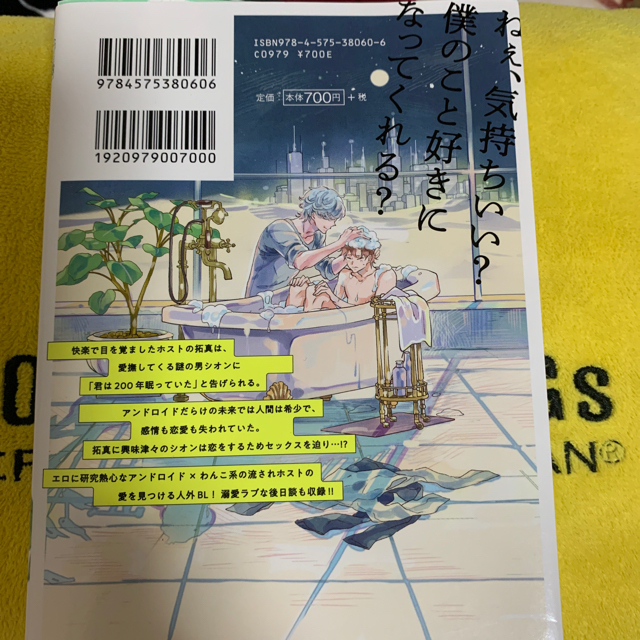 ISBN978-4-575-38060-6
C0979 ¥700E
定価:本体700円+税
9784575380606
1920979007000
ねぇ、気持ちいい?
僕のこと好きに
なってくれる?
快楽で目を覚ましたホストの拓真は、
愛撫してくる謎の男シオンに
「君は200年眠っていた」と告げられる。
アンドロイドだらけの未来では人間は希少で、
感情も恋愛も失われていた。
拓真に興味津々のシオンは恋をするためセックスを迫り…!?
エロに研究熱心なアンドロイド×わんこ系の流されホストの
愛を見つける人外BL!溺愛ラブな後日談も収録!!